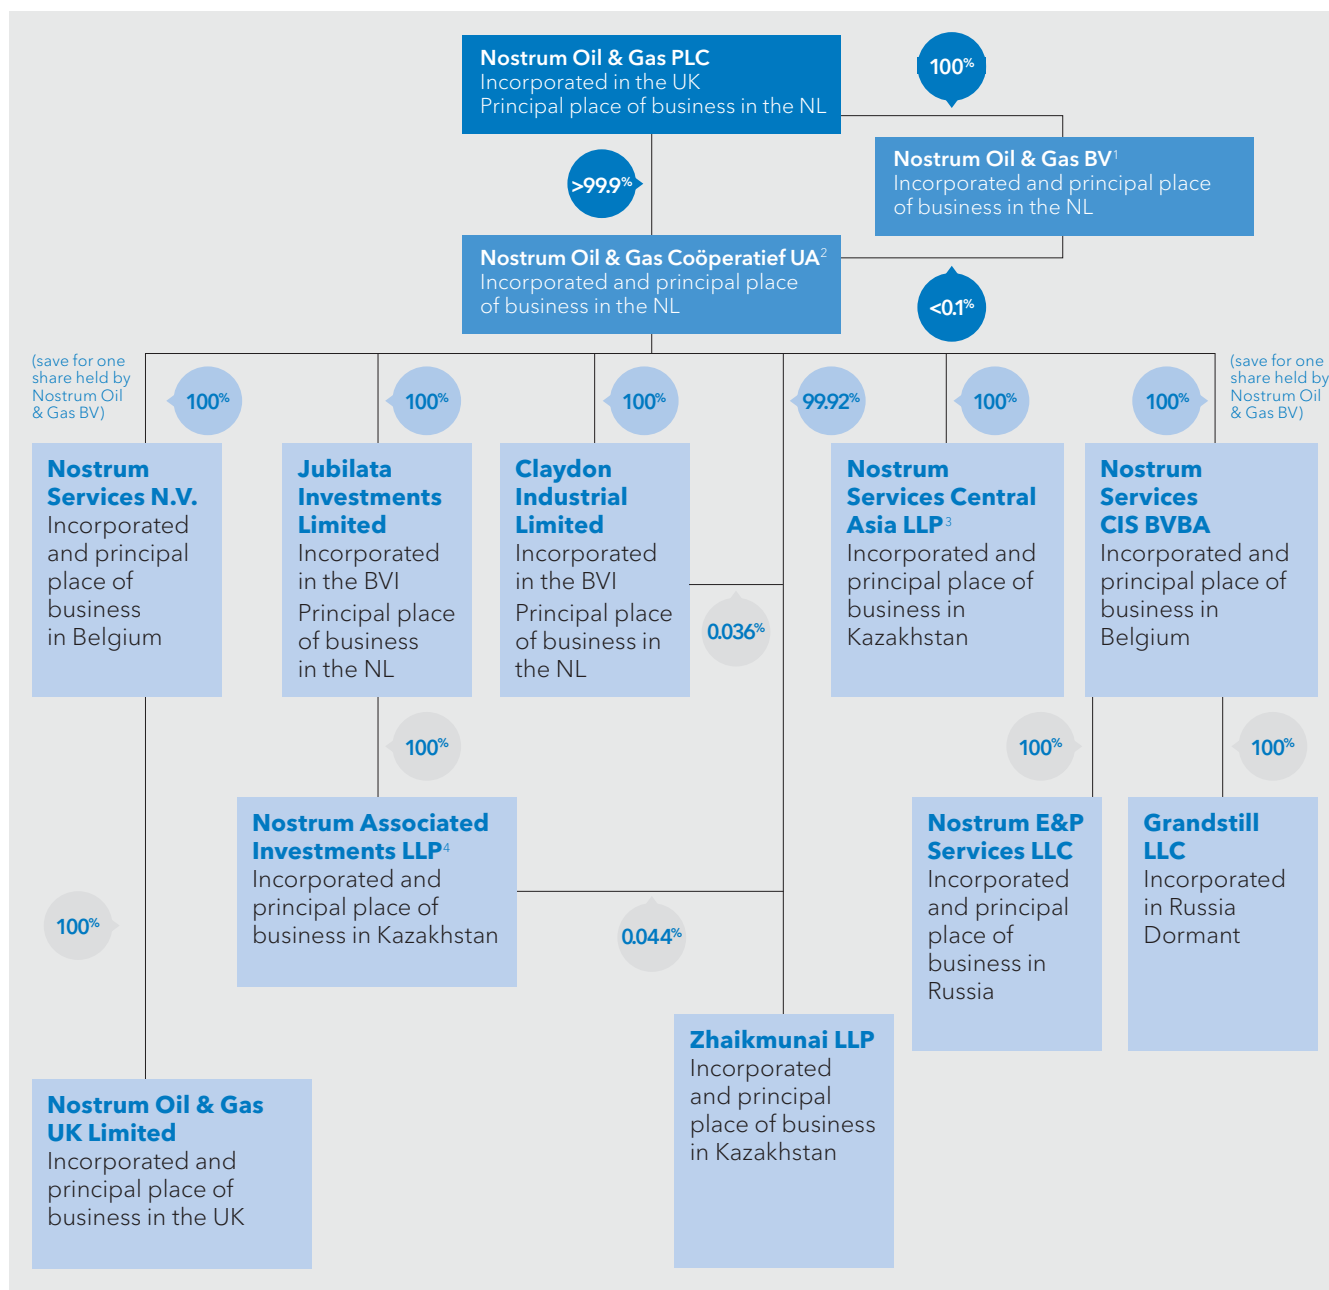 Nostrum Oil & Gas PLC
Incorporated in the UK
Principal place of business in the NL
100%
Nostrum Oil & Gas BV1
Incorporated and principal place
of business in the NL
>99.9%
Nostrum Oil & Gas Coöperatief UA2
Incorporated and principal place
of business in the NL
<0.1%
(save for one
share held by
Nostrum Oil
& Gas BV)
100%
100%
100%
99.92%
100%
100%
(save for one
share held by
Nostrum Oil
& Gas BV)
Nostrum
Services N.V.
Incorporated
and principal
place of
business
in Belgium
Jubilata
Investments
Limited
Incorporated
in the BVI
Principal place
of business
in the NL
Claydon
Industrial
Limited
Incorporated
in the BVI
Principal place
of business in
the NL
0.036%
Nostrum
Services Central
Asia LLP3
Incorporated and
principal place of
business in
Kazakhstan
Nostrum
Services
CIS BVBA
Incorporated and
principal place of
business in
Belgium
100%
100%
100%
Nostrum Associated
Investments LLP4
Incorporated and
principal place of
business in Kazakhstan
Nostrum E&P
Services LLC
Incorporated
and principal
place of
business in
Russia
Grandstill
LLC
Incorporated
in Russia
Dormant
100%
0.044%
Zhaikmunai LLP
Incorporated
and principal
place of business
in Kazakhstan
Nostrum Oil & Gas
UK Limited
Incorporated and
principal place of
business in the UK